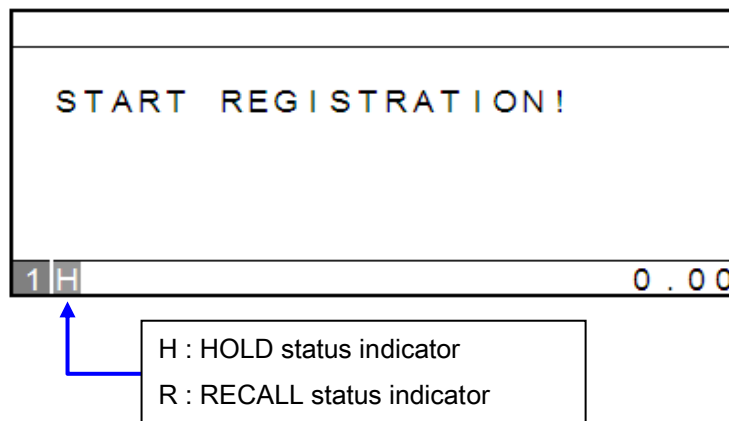 START REGISTRATION!
1 H 0.00
H : HOLD status indicator
R : RECALL status indicator